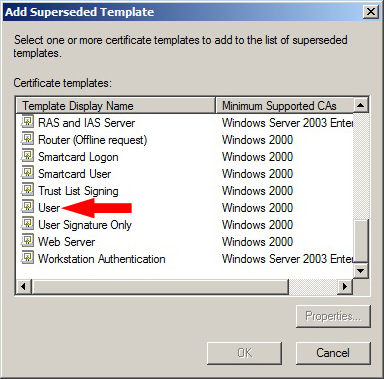 Add Superseded Template
Select one or more certificate templates to add to the list of superseded
templates.
Certificate templates:
Template Display Name Minimum Supported CAs
RAS and IAS Server Windows Server 2003 Enter
Router (Offline request) Windows 2000
Smartcard Logon Windows 2000
Smartcard User Windows 2000
Trust List Signing Windows 2000
User Windows 2000
User Signature Only Windows 2000
Web Server Windows 2000
Workstation Authentication Windows Server 2003 Enter
Properties...
OK Cancel